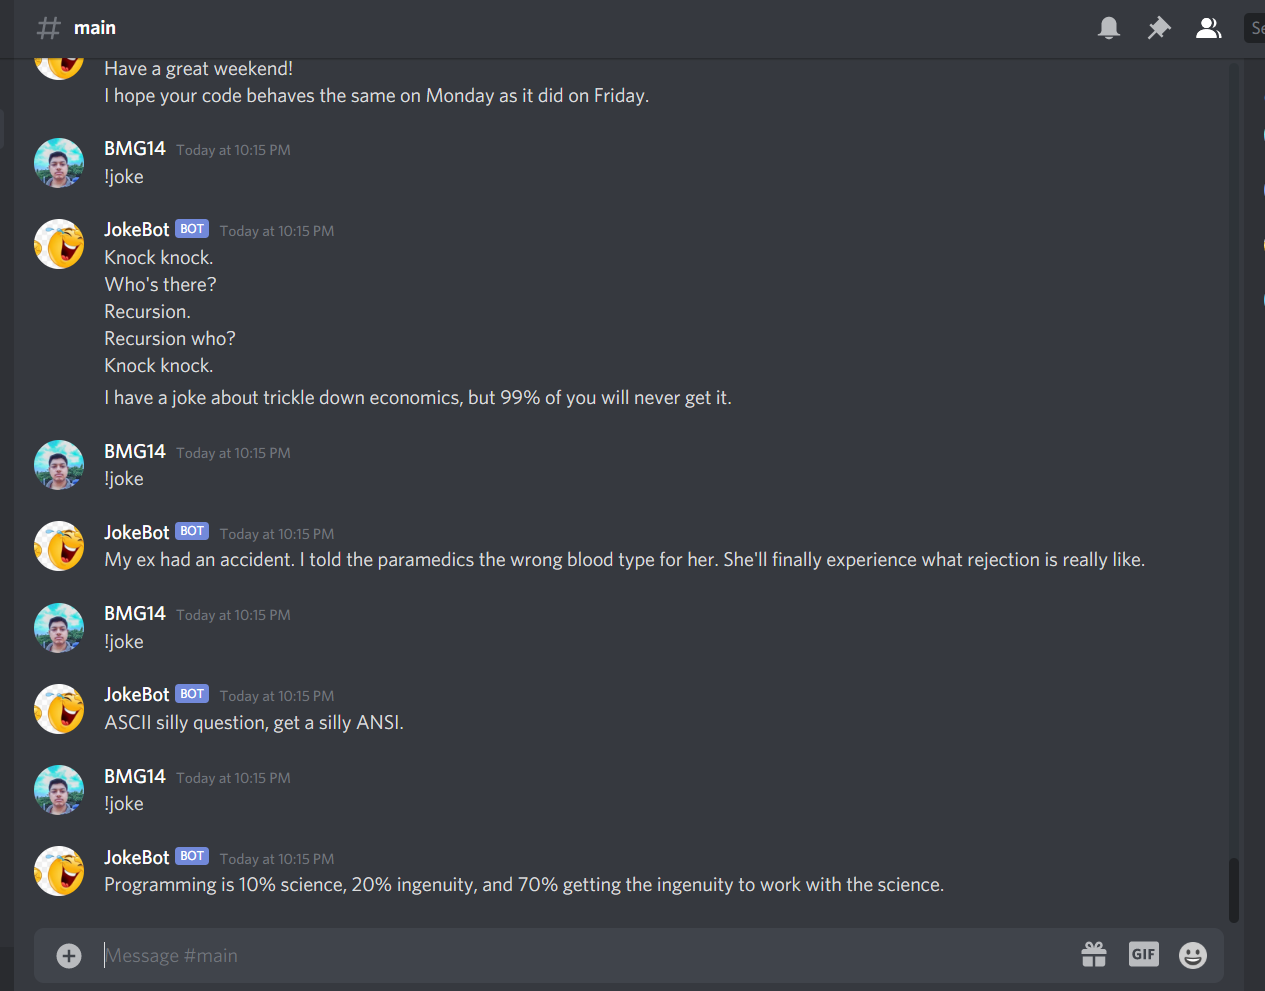 main
Se
Have a great weekend!
I hope your code behaves the same on Monday as it did on Friday.
BMG14 Today at 10:15 PM
!joke
JokeBot BOT Today at 10:15 PM
Knock knock.
Who's there?
Recursion.
Recursion who?
Knock knock.
I have a joke about trickle down economics, but 99% of you will never get it.
BMG14 Today at 10:15 PM
!joke
JokeBot BOT Today at 10:15 PM
My ex had an accident. I told the paramedics the wrong blood type for her. She'll finally experience what rejection is really like.
BMG14 Today at 10:15 PM
!joke
JokeBot BOT Today at 10:15 PM
ASCII silly question, get a silly ANSI.
BMG14 Today at 10:15 PM
!joke
JokeBot BOT Today at 10:15 PM
Programming is 10% science, 20% ingenuity, and 70% getting the ingenuity to work with the science.
Message #main
GIF